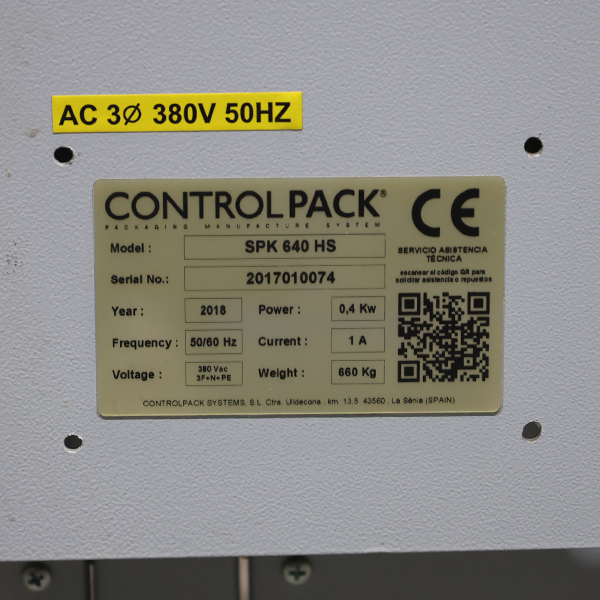 AC 3Ø 380V 50HZ
CONTROLPACK®
PACKAGING MANUFACTURE SYSTEM
CE
Model : SPK 640 HS
SERVICIO ASISTENCIA
TÉCNICA
escanear el código QR para
solicitar asistencia o repuestos
Serial No.: 2017010074
Year : 2018 Power : 0,4 Kw
Frequency : 50/60 Hz Current : 1 A
Voltage : 380 Vac
3F+N+PE
Weight : 660 Kg
CONTROLPACK SYSTEMS, S.L. Ctra. Ulldecona , km. 13,5 43560 , La Sénia (SPAIN)